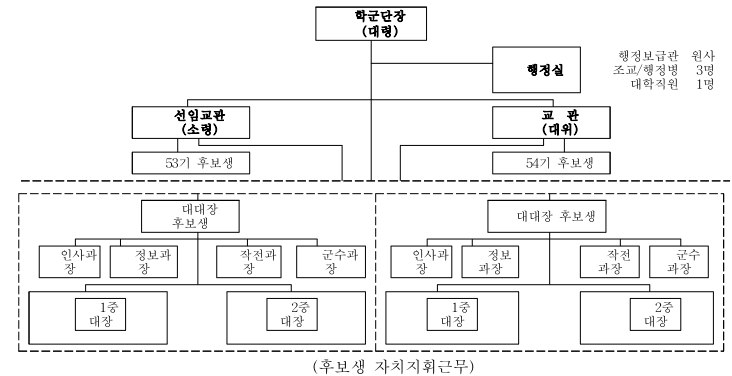 학군단장
(대령)
행정실
행정보급관 원사
조교/행정병 3명
대학직원 1명
선임교관
(소령)
교 관
(대위)
53기 후보생
54기 후보생
대대장
후보생
대대장 후보생
인사과
장
정보과
장
작전과
장
군수과
장
인사과
장
정보
과장
작전
과장
군수
과장
1중
대장
2중
대장
1중
대장
2중
대장
(후보생 자치지휘근무)